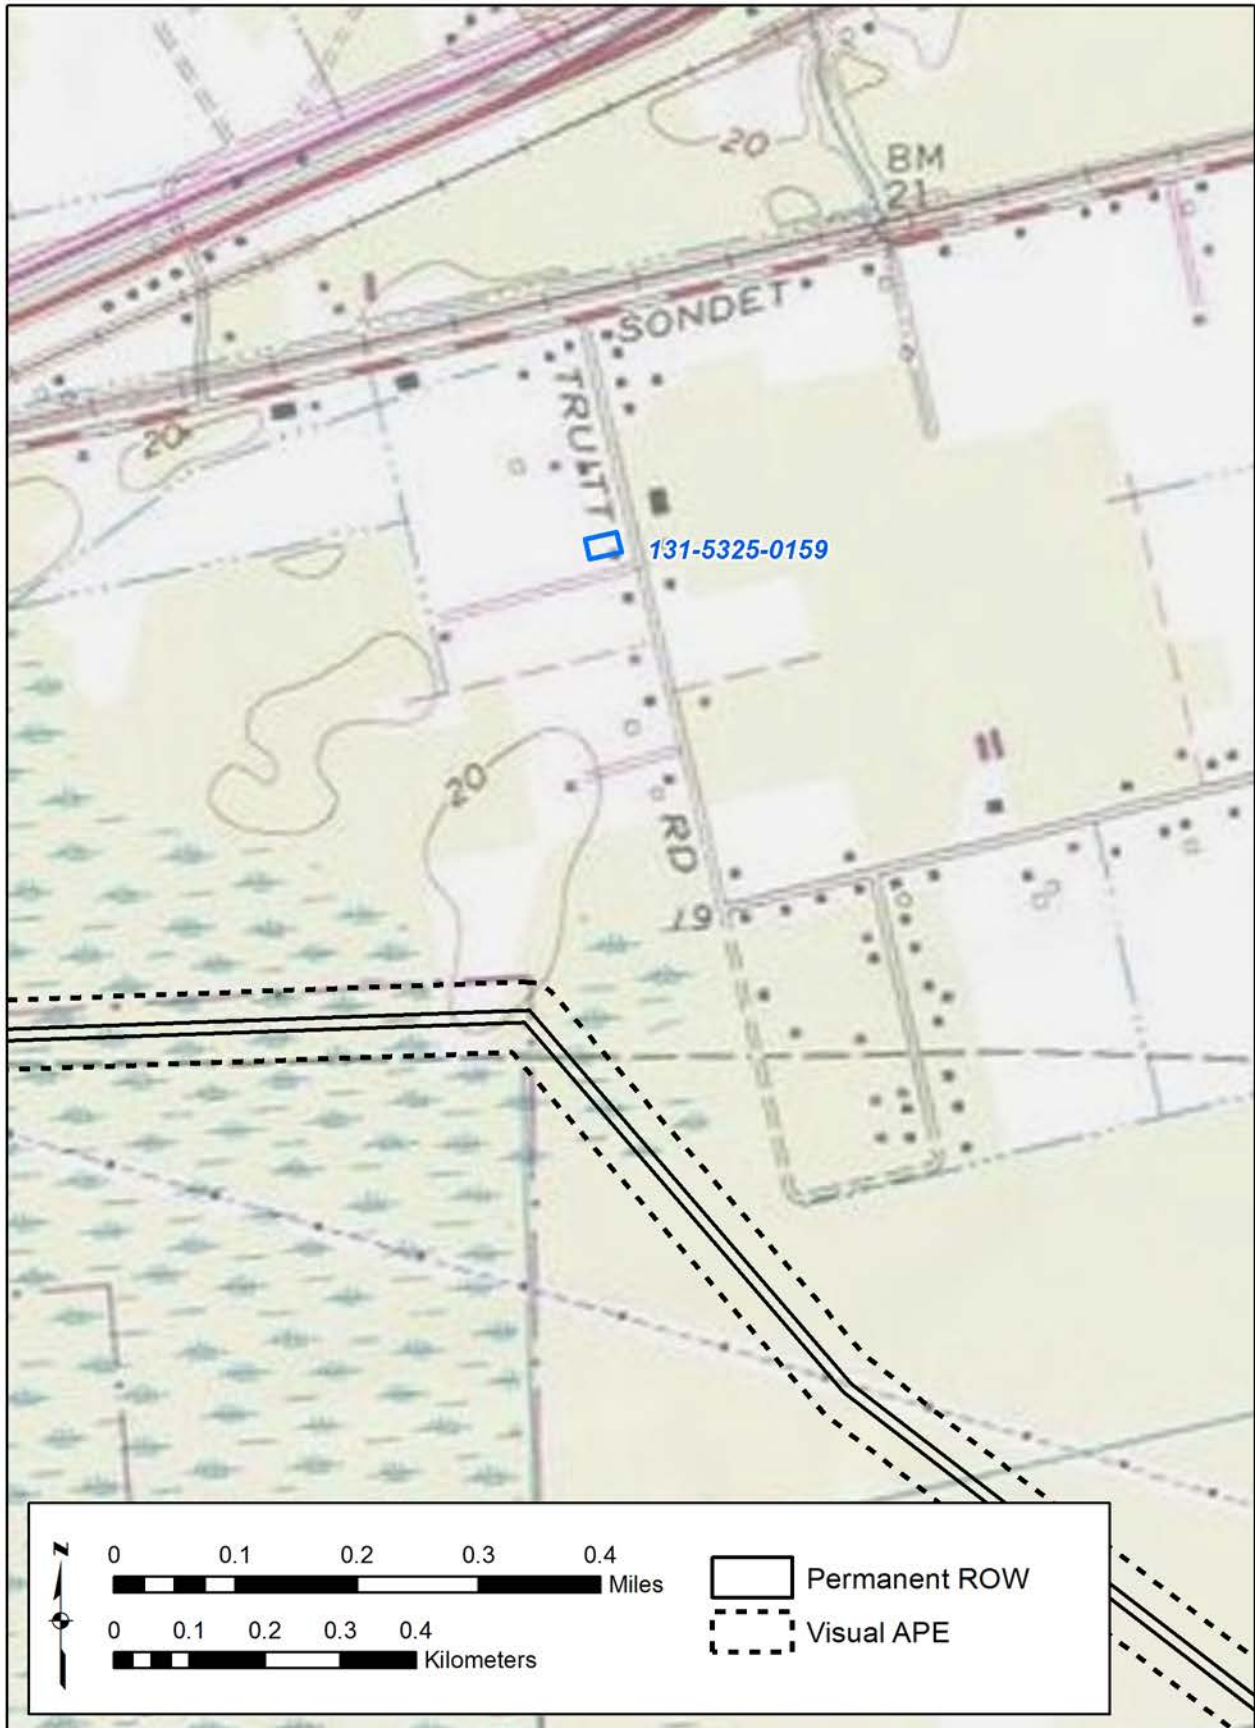 20
BM
21
SONDET
TRUITT
20
131-5325-0159
20
RD
19
N
0 0.1 0.2 0.3 0.4
Miles
0 0.1 0.2 0.3 0.4
Kilometers
Permanent ROW
Visual APE